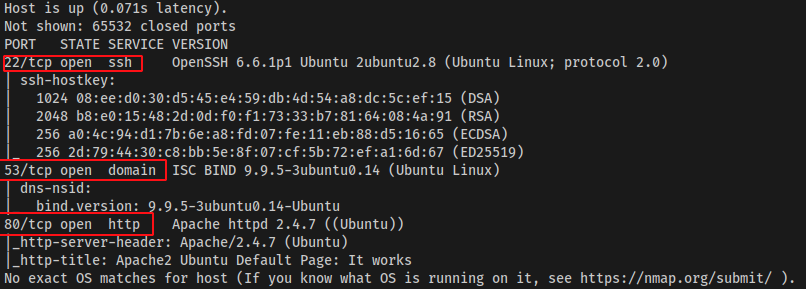 Host is up (0.071s latency).
Not shown: 65532 closed ports
PORT   STATE SERVICE VERSION
22/tcp open  ssh     OpenSSH 6.6.1p1 Ubuntu 2ubuntu2.8 (Ubuntu Linux; protocol 2.0)
| ssh-hostkey:
|   1024 08:ee:d0:30:d5:45:e4:59:db:4d:54:a8:dc:5c:ef:15 (DSA)
|   2048 b8:e0:15:48:2d:0d:f0:f1:73:33:b7:81:64:08:4a:91 (RSA)
|   256 a0:4c:94:d1:7b:6e:a8:fd:07:fe:11:eb:88:d5:16:65 (ECDSA)
|_  256 2d:79:44:30:c8:bb:5e:8f:07:cf:5b:72:ef:a1:6d:67 (ED25519)
53/tcp open  domain  ISC BIND 9.9.5-3ubuntu0.14 (Ubuntu Linux)
| dns-nsid:
|_  bind.version: 9.9.5-3ubuntu0.14-Ubuntu
80/tcp open  http    Apache httpd 2.4.7 ((Ubuntu))
|_http-server-header: Apache/2.4.7 (Ubuntu)
|_http-title: Apache2 Ubuntu Default Page: It works
No exact OS matches for host (If you know what OS is running on it, see https://nmap.org/submit/ ).